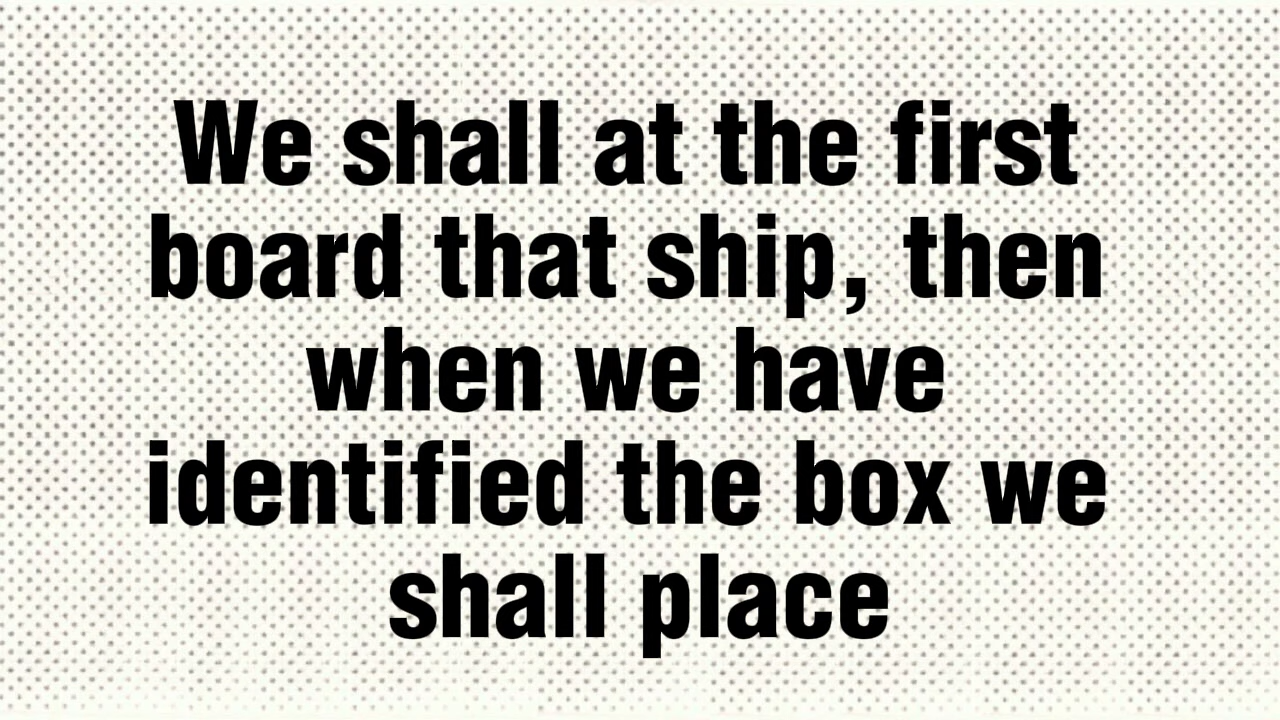 We shall at the first
board that ship, then
when we have
identified the box we
shall place